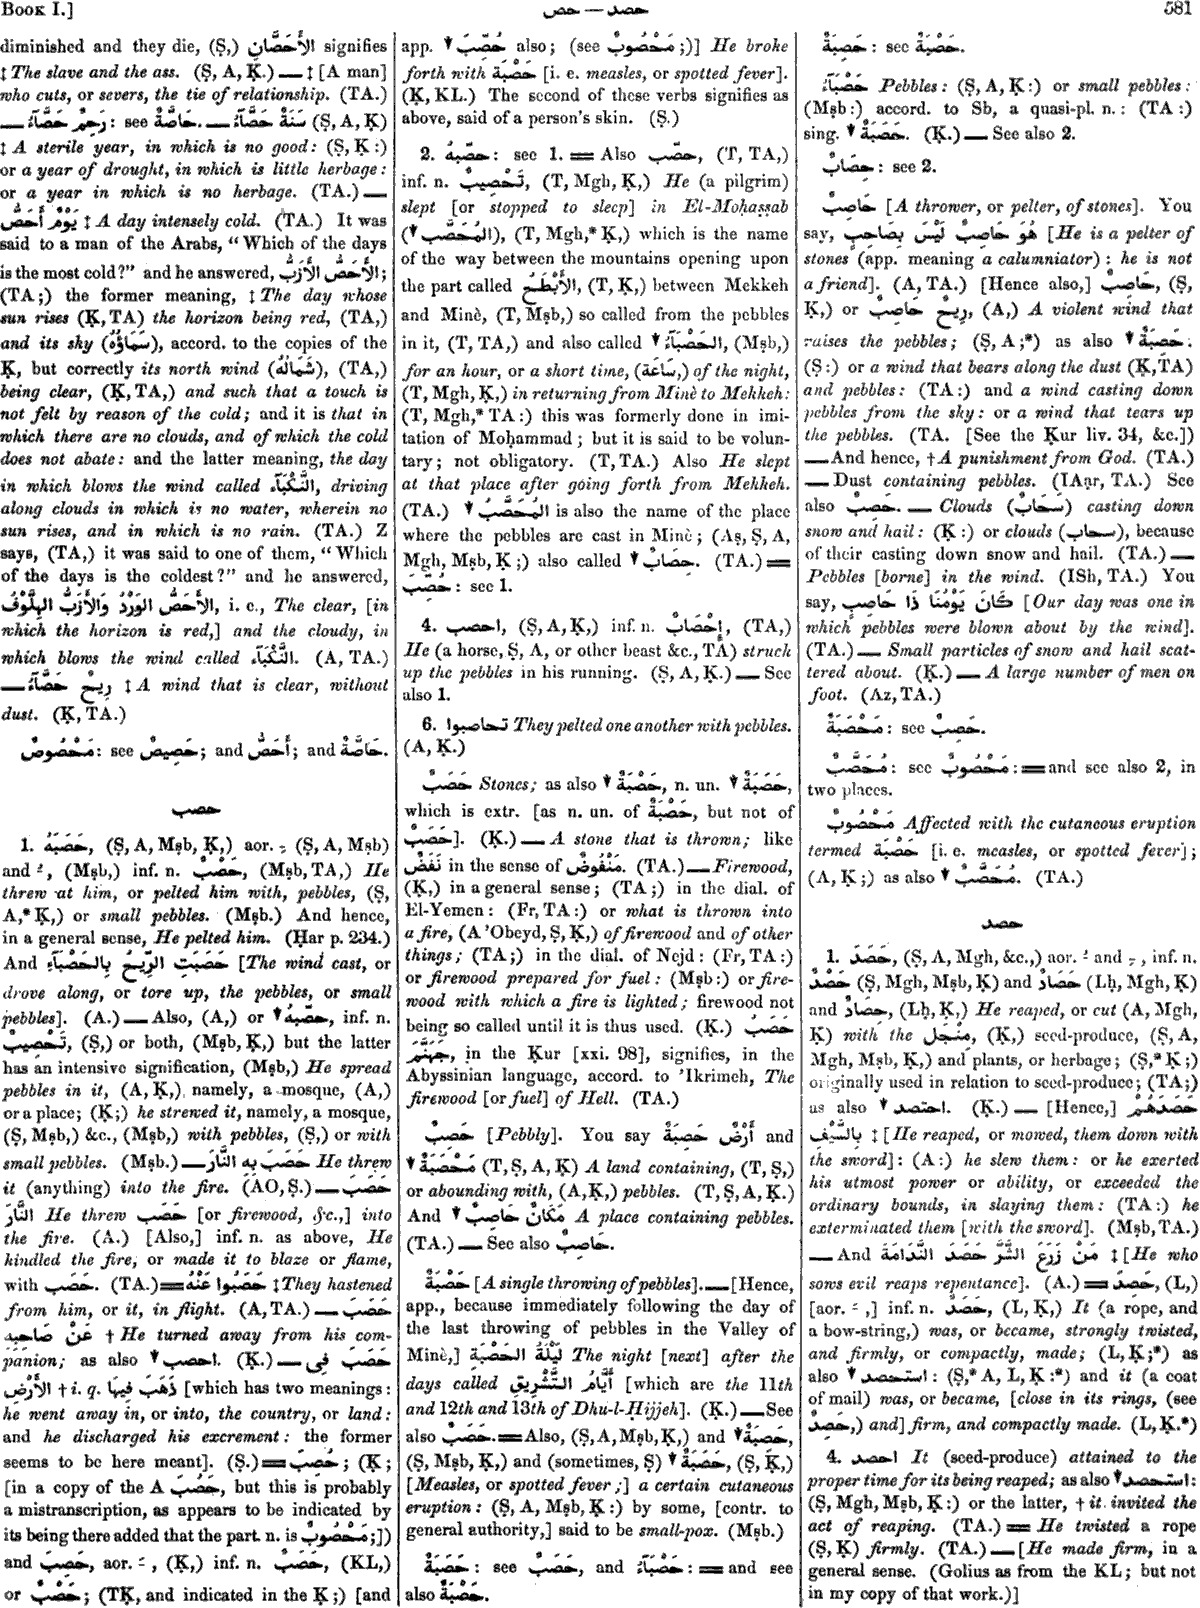 BOOK I.]
حصد — حص
581
diminished and they die, (Ṣ,) الأَحَصَّانِ signifies
‡ The slave and the ass. (Ṣ, A, Ḳ.) — ‡ [A man]
who cuts, or severs, the tie of relationship. (TA.)
— رَحِمٌ حَصَّآءُ: see حَاصَّةٌ. — سَنَةٌ حَصَّآءُ (Ṣ, A, Ḳ)
‡ A sterile year, in which is no good: (Ṣ, Ḳ:)
or a year of drought, in which is little herbage:
or a year in which is no herbage. (TA.) —
يَوْمٌ أَحَصُّ ‡ A day intensely cold. (TA.) It was
said to a man of the Arabs, “Which of the days
is the most cold?” and he answered, الأَحَصُّ الأَزَبُّ;
(TA;) the former meaning, ‡ The day whose
sun rises (Ḳ, TA) the horizon being red, (TA,)
and its sky (سَمَاؤُهُ), accord. to the copies of the
Ḳ, but correctly its north wind (شَمَالُهُ), (TA,)
being clear, (Ḳ, TA,) and such that a touch is
not felt by reason of the cold; and it is that in
which there are no clouds, and of which the cold
does not abate: and the latter meaning, the day
in which blows the wind called النَّكْبَآء, driving
along clouds in which is no water, wherein no
sun rises, and in which is no rain. (TA.) Z
says, (TA,) it was said to one of them, “Which
of the days is the coldest?” and he answered,
الأَحَصُّ الوَرْدُ وَالأَزَبُّ الهِلَّوْفُ, i. e., The clear, [in
which the horizon is red,] and the cloudy, in
which blows the wind called النَّكْبَآء. (A, TA.)
— رِيحٌ حَصَّآءُ ‡ A wind that is clear, without
dust. (Ḳ, TA.)
مَحْصُوصٌ: see حَصِيصٌ; and أَحَصُّ; and حَاصَّةٌ.
حصب
1. حَصَبَهُ, (Ṣ, A, Mṣb, Ḳ,) aor. ـِ, (Ṣ, A, Mṣb)
and ـُ, (Mṣb,) inf. n. حَصْبٌ, (Mṣb, TA,) He
threw at him, or pelted him with, pebbles, (Ṣ,
A,* Ḳ,) or small pebbles. (Mṣb.) And hence,
in a general sense, He pelted him. (Ḥar p. 234.)
And حَصَبَتِ الرِّيحُ بِالحَصْبَآءِ [The wind cast, or
drove along, or tore up, the pebbles, or small
pebbles]. (A.) — Also, (A,) or ▼ حصّبهُ, inf. n.
تَحْصِيبٌ, (Ṣ,) or both, (Mṣb, Ḳ,) but the latter
has an intensive signification, (Mṣb,) He spread
pebbles in it, (A, Ḳ,) namely, a mosque, (A,)
or a place; (Ḳ;) he strewed it, namely, a mosque,
(Ṣ, Mṣb,) &c., (Mṣb,) with pebbles, (Ṣ,) or with
small pebbles. (Mṣb.) — حَصَبَ بِهِ النَّارَ He threw
it (anything) into the fire. (AO, Ṣ.) — حَصَبَ
النَّارَ He threw حَصَب [or firewood, &c.,] into
the fire. (A.) [Also,] inf. n. as above, He
kindled the fire, or made it to blaze or flame,
with حَصَب. (TA.) = حَصَبُوا عَنْهُ ‡ They hastened
from him, or it, in flight. (A, TA.) — حَصَبَ
عَنْ صَاحِبِهِ † He turned away from his com-
panion; as also ▼ احصب. (Ḳ.) — حَصَبَ فِى
الأَرْضِ † i. q. ذَهَبَ فِيهَا [which has two meanings:
he went away in, or into, the country, or land:
and he discharged his excrement: the former
seems to be here meant]. (Ṣ.) = حُصِبَ; (Ḳ;
[in a copy of the A حَصُبَ, but this is probably
a mistranscription, as appears to be indicated by
its being there added that the part. n. is مَحْصُوبٌ;])
and حَصِبَ, aor. ـَ, (Ḳ,) inf. n. حَصَبٌ, (KL,)
or حَصْبٌ; (TḲ, and indicated in the Ḳ;) [and
app. ▼ حُصِّبَ also; (see مَحْصُوبٌ;)] He broke
forth with حَصْبَة [i. e. measles, or spotted fever].
(Ḳ, KL.) The second of these verbs signifies as
above, said of a person's skin. (Ṣ.)
2. حصّبهُ: see 1. = Also حصّب, (T, TA,)
inf. n. تَحْصِيبٌ, (T, Mgh, Ḳ,) He (a pilgrim)
slept [or stopped to sleep] in El-Moḥaṣṣab
(▼ المُحَصَّب), (T, Mgh,* Ḳ,) which is the name
of the way between the mountains opening upon
the part called الأَبْطَح, (T, Ḳ,) between Mekkeh
and Minè, (T, Mṣb,) so called from the pebbles
in it, (T, TA,) and also called ▼ الحَصْبَآءُ, (Mṣb,)
for an hour, or a short time, (سَاعَة,) of the night,
(T, Mgh, Ḳ,) in returning from Minè to Mekkeh:
(T, Mgh,* TA:) this was formerly done in imi-
tation of Moḥammad; but it is said to be volun-
tary; not obligatory. (T, TA.) Also He slept
at that place after going forth from Mekkeh.
(TA.) ▼ المُحَصَّبُ is also the name of the place
where the pebbles are cast in Minè; (Aṣ, Ṣ, A,
Mgh, Mṣb, Ḳ;) also called ▼ حِصَابٌ. (TA.) =
حُصِّبَ: see 1.
4. احصب, (Ṣ, A, Ḳ,) inf. n. إِحْصَابٌ, (TA,)
He (a horse, Ṣ, A, or other beast &c., TA) struck
up the pebbles in his running. (Ṣ, A, Ḳ.) — See
also 1.
6. تحاصبوا They pelted one another with pebbles.
(A, Ḳ.)
حَصَبٌ Stones; as also ▼ حَصْبَةٌ, n. un. ▼ حَصَبَةٌ,
which is extr. [as n. un. of حَصْبَةٌ, but not of
حَصَبٌ]. (Ḳ.) — A stone that is thrown; like
نَفَضٌ in the sense of مَنْفُوضٌ. (TA.) — Firewood,
(Ḳ,) in a general sense; (TA;) in the dial. of
El-Yemen: (Fr, TA:) or what is thrown into
a fire, (A 'Obeyd, Ṣ, Ḳ,) of firewood and of other
things; (TA;) in the dial. of Nejd: (Fr, TA:)
or firewood prepared for fuel: (Mṣb:) or fire-
wood with which a fire is lighted; firewood not
being so called until it is thus used. (Ḳ.) حَصَبُ
جَهَنَّمَ, in the Ḳur [xxi. 98], signifies, in the
Abyssinian language, accord. to 'Ikrimeh, The
firewood [or fuel] of Hell. (TA.)
حَصِبٌ [Pebbly]. You say أَرْضٌ حَصِبَةٌ and
▼ مَحْصَبَةٌ (T, Ṣ, A, Ḳ) A land containing, (T, Ṣ,)
or abounding with, (A, Ḳ,) pebbles. (T, Ṣ, A, Ḳ.)
And ▼ مَكَانٌ حَاصِبٌ A place containing pebbles.
(TA.) — See also حَاصِبٌ.
حَصْبَةٌ [A single throwing of pebbles]. — [Hence,
app., because immediately following the day of
the last throwing of pebbles in the Valley of
Minè,] لَيْلَةُ الحَصْبَةِ The night [next] after the
days called أَيَّامُ التَّشْرِيقِ [which are the 11th
and 12th and 13th of Dhu-l-Ḥijjeh]. (Ḳ.) — See
also حَصَبٌ. = Also, (Ṣ, A, Mṣb, Ḳ,) and ▼ حَصَبَةٌ,
(Ṣ, Mṣb, Ḳ,) and (sometimes, Ṣ) ▼ حَصِبَةٌ, (Ṣ, Ḳ,)
[Measles, or spotted fever;] a certain cutaneous
eruption: (Ṣ, A, Mṣb, Ḳ:) by some, [contr. to
general authority,] said to be small-pox. (Mṣb.)
حَصَبَةٌ: see حَصَبٌ, and حَصْبَآءُ: = and see
also حَصْبَةٌ.
حَصِبَةٌ: see حَصْبَةٌ.
حَصْبَآءُ Pebbles: (Ṣ, A, Ḳ:) or small pebbles:
(Mṣb:) accord. to Sb, a quasi-pl. n.: (TA:)
sing. ▼ حَصَبَةٌ. (Ḳ.) — See also 2.
حِصَابٌ: see 2.
حَاصِبٌ [A thrower, or pelter, of stones]. You
say, هُوَ حَاصِبٌ لَيْسَ بِصَاحِبٍ [He is a pelter of
stones (app. meaning a calumniator): he is not
a friend]. (A, TA.) [Hence also,] حَاصِبٌ, (Ṣ,
Ḳ,) or رِيحٌ حَاصِبٌ, (A,) A violent wind that
raises the pebbles; (Ṣ, A;*) as also ▼ حَصِبَةٌ:
(Ṣ:) or a wind that bears along the dust (Ḳ, TA)
and pebbles: (TA:) and a wind casting down
pebbles from the sky: or a wind that tears up
the pebbles. (TA. [See the Ḳur liv. 34, &c.])
— And hence, † A punishment from God. (TA.)
— Dust containing pebbles. (IAạr, TA.) See
also حَصِبٌ. — Clouds (سَحَابٌ) casting down
snow and hail: (Ḳ:) or clouds (سحاب), because
of their casting down snow and hail. (TA.) —
Pebbles [borne] in the wind. (ISh, TA.) You
say, كَانَ يَوْمُنَا ذَا حَاصِبٍ [Our day was one in
which pebbles were blown about by the wind].
(TA.) — Small particles of snow and hail scat-
tered about. (Ḳ.) — A large number of men on
foot. (Az, TA.)
مَحْصَبَةٌ: see حَصِبٌ.
مُحَصَّبٌ: see مَحْصُوبٌ: = and see also 2, in
two places.
مَحْصُوبٌ Affected with the cutaneous eruption
termed حَصْبَة [i. e. measles, or spotted fever];
(A, Ḳ;) as also ▼ مُحَصَّبٌ. (TA.)
حصد
1. حَصَدَ, (Ṣ, A, Mgh, &c.,) aor. ـُ and ـِ, inf. n.
حَصْدٌ (Ṣ, Mgh, Mṣb, Ḳ) and حَصَادٌ (Lḥ, Mgh, Ḳ)
and حِصَادٌ, (Lḥ, Ḳ,) He reaped, or cut (A, Mgh,
Ḳ) with the مِنْجَل, (Ḳ,) seed-produce, (Ṣ, A,
Mgh, Mṣb, Ḳ,) and plants, or herbage; (Ṣ,* Ḳ;)
originally used in relation to seed-produce; (TA;)
as also ▼ احتصد. (Ḳ.) — [Hence,] حَصَدَهُمْ
بِالسَّيْفِ ‡ [He reaped, or mowed, them down with
the sword]: (A:) he slew them: or he exerted
his utmost power or ability, or exceeded the
ordinary bounds, in slaying them: (TA:) he
exterminated them [with the sword]. (Mṣb, TA.)
— And مَنْ زَرَعَ الشَّرَّ حَصَدَ النَّدَامَةَ ‡ [He who
sows evil reaps repentance]. (A.) = حَصِدَ, (L,)
[aor. ـَ,] inf. n. حَصَدٌ, (L, Ḳ,) It (a rope, and
a bow-string,) was, or became, strongly twisted,
and firmly, or compactly, made; (L, Ḳ;*) as
also ▼ استحصد: (Ṣ,* A, L, Ḳ:*) and it (a coat
of mail) was, or became, [close in its rings, (see
حَصِدٌ,) and] firm, and compactly made. (L, Ḳ.*)
4. احصد It (seed-produce) attained to the
proper time for its being reaped; as also ▼ استحصد:
(Ṣ, Mgh, Mṣb, Ḳ:) or the latter, † it invited the
act of reaping. (TA.) = He twisted a rope
(Ṣ, Ḳ) firmly. (TA.) — [He made firm, in a
general sense. (Golius as from the KL; but not
in my copy of that work.)]